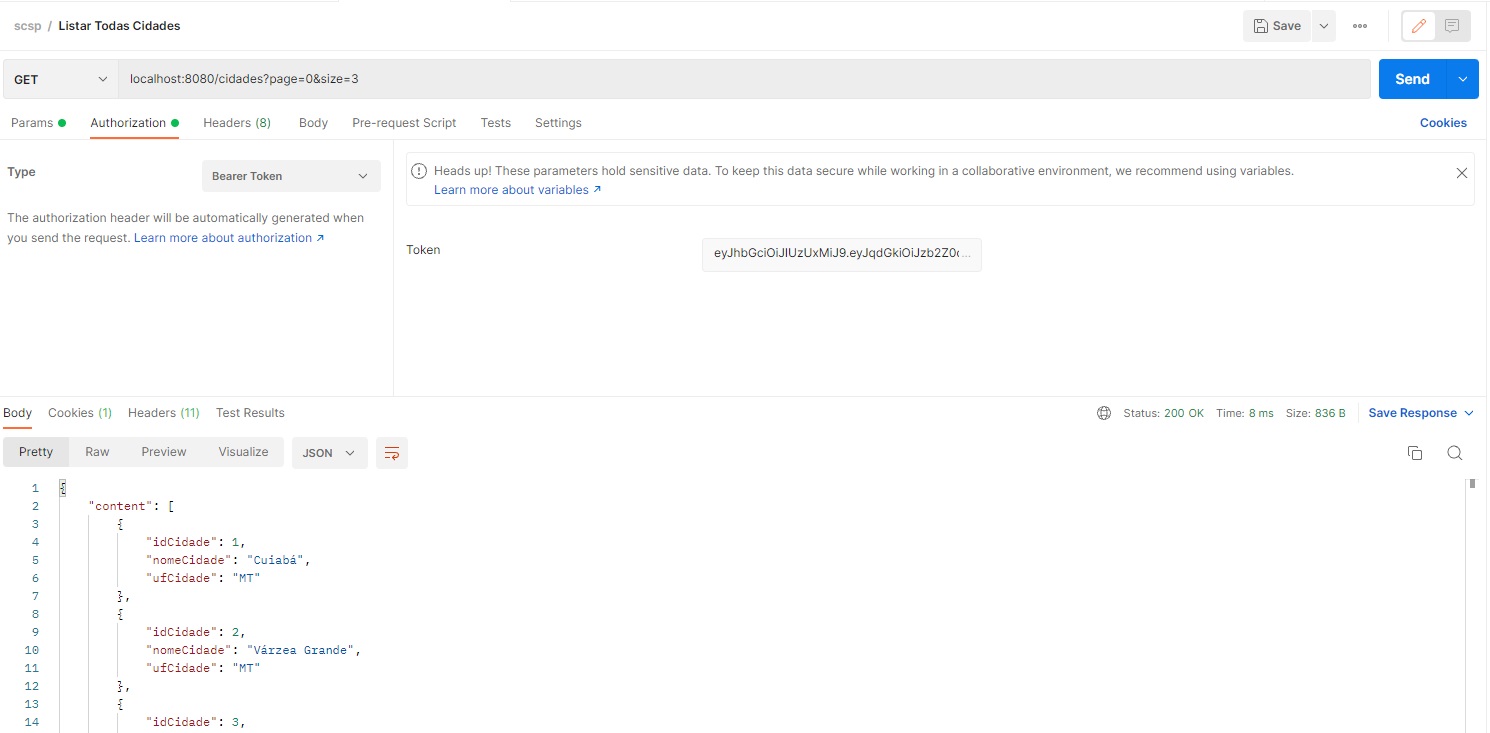 scsp / Listar Todas Cidades
Save
GET
localhost:8080/cidades?page=0&size=3
Send
Params
Authorization
Headers (8)
Body
Pre-request Script
Tests
Settings
Cookies
Type
Bearer Token
The authorization header will be automatically generated when
you send the request. Learn more about authorization ↗
Heads up! These parameters hold sensitive data. To keep this data secure while working in a collaborative environment, we recommend using variables.
Learn more about variables ↗
Token
eyJhbGciOiJIUzUxMiJ9.eyJqdGkiOiJzb2Z0...
Body
Cookies (1)
Headers (11)
Test Results
Status: 200 OK
Time: 8 ms
Size: 836 B
Save Response
Pretty
Raw
Preview
Visualize
JSON
1 {
2 "content": [
3 {
4 "idCidade": 1,
5 "nomeCidade": "Cuiabá",
6 "ufCidade": "MT"
7 },
8 {
9 "idCidade": 2,
10 "nomeCidade": "Várzea Grande",
11 "ufCidade": "MT"
12 },
13 {
14 "idCidade": 3,